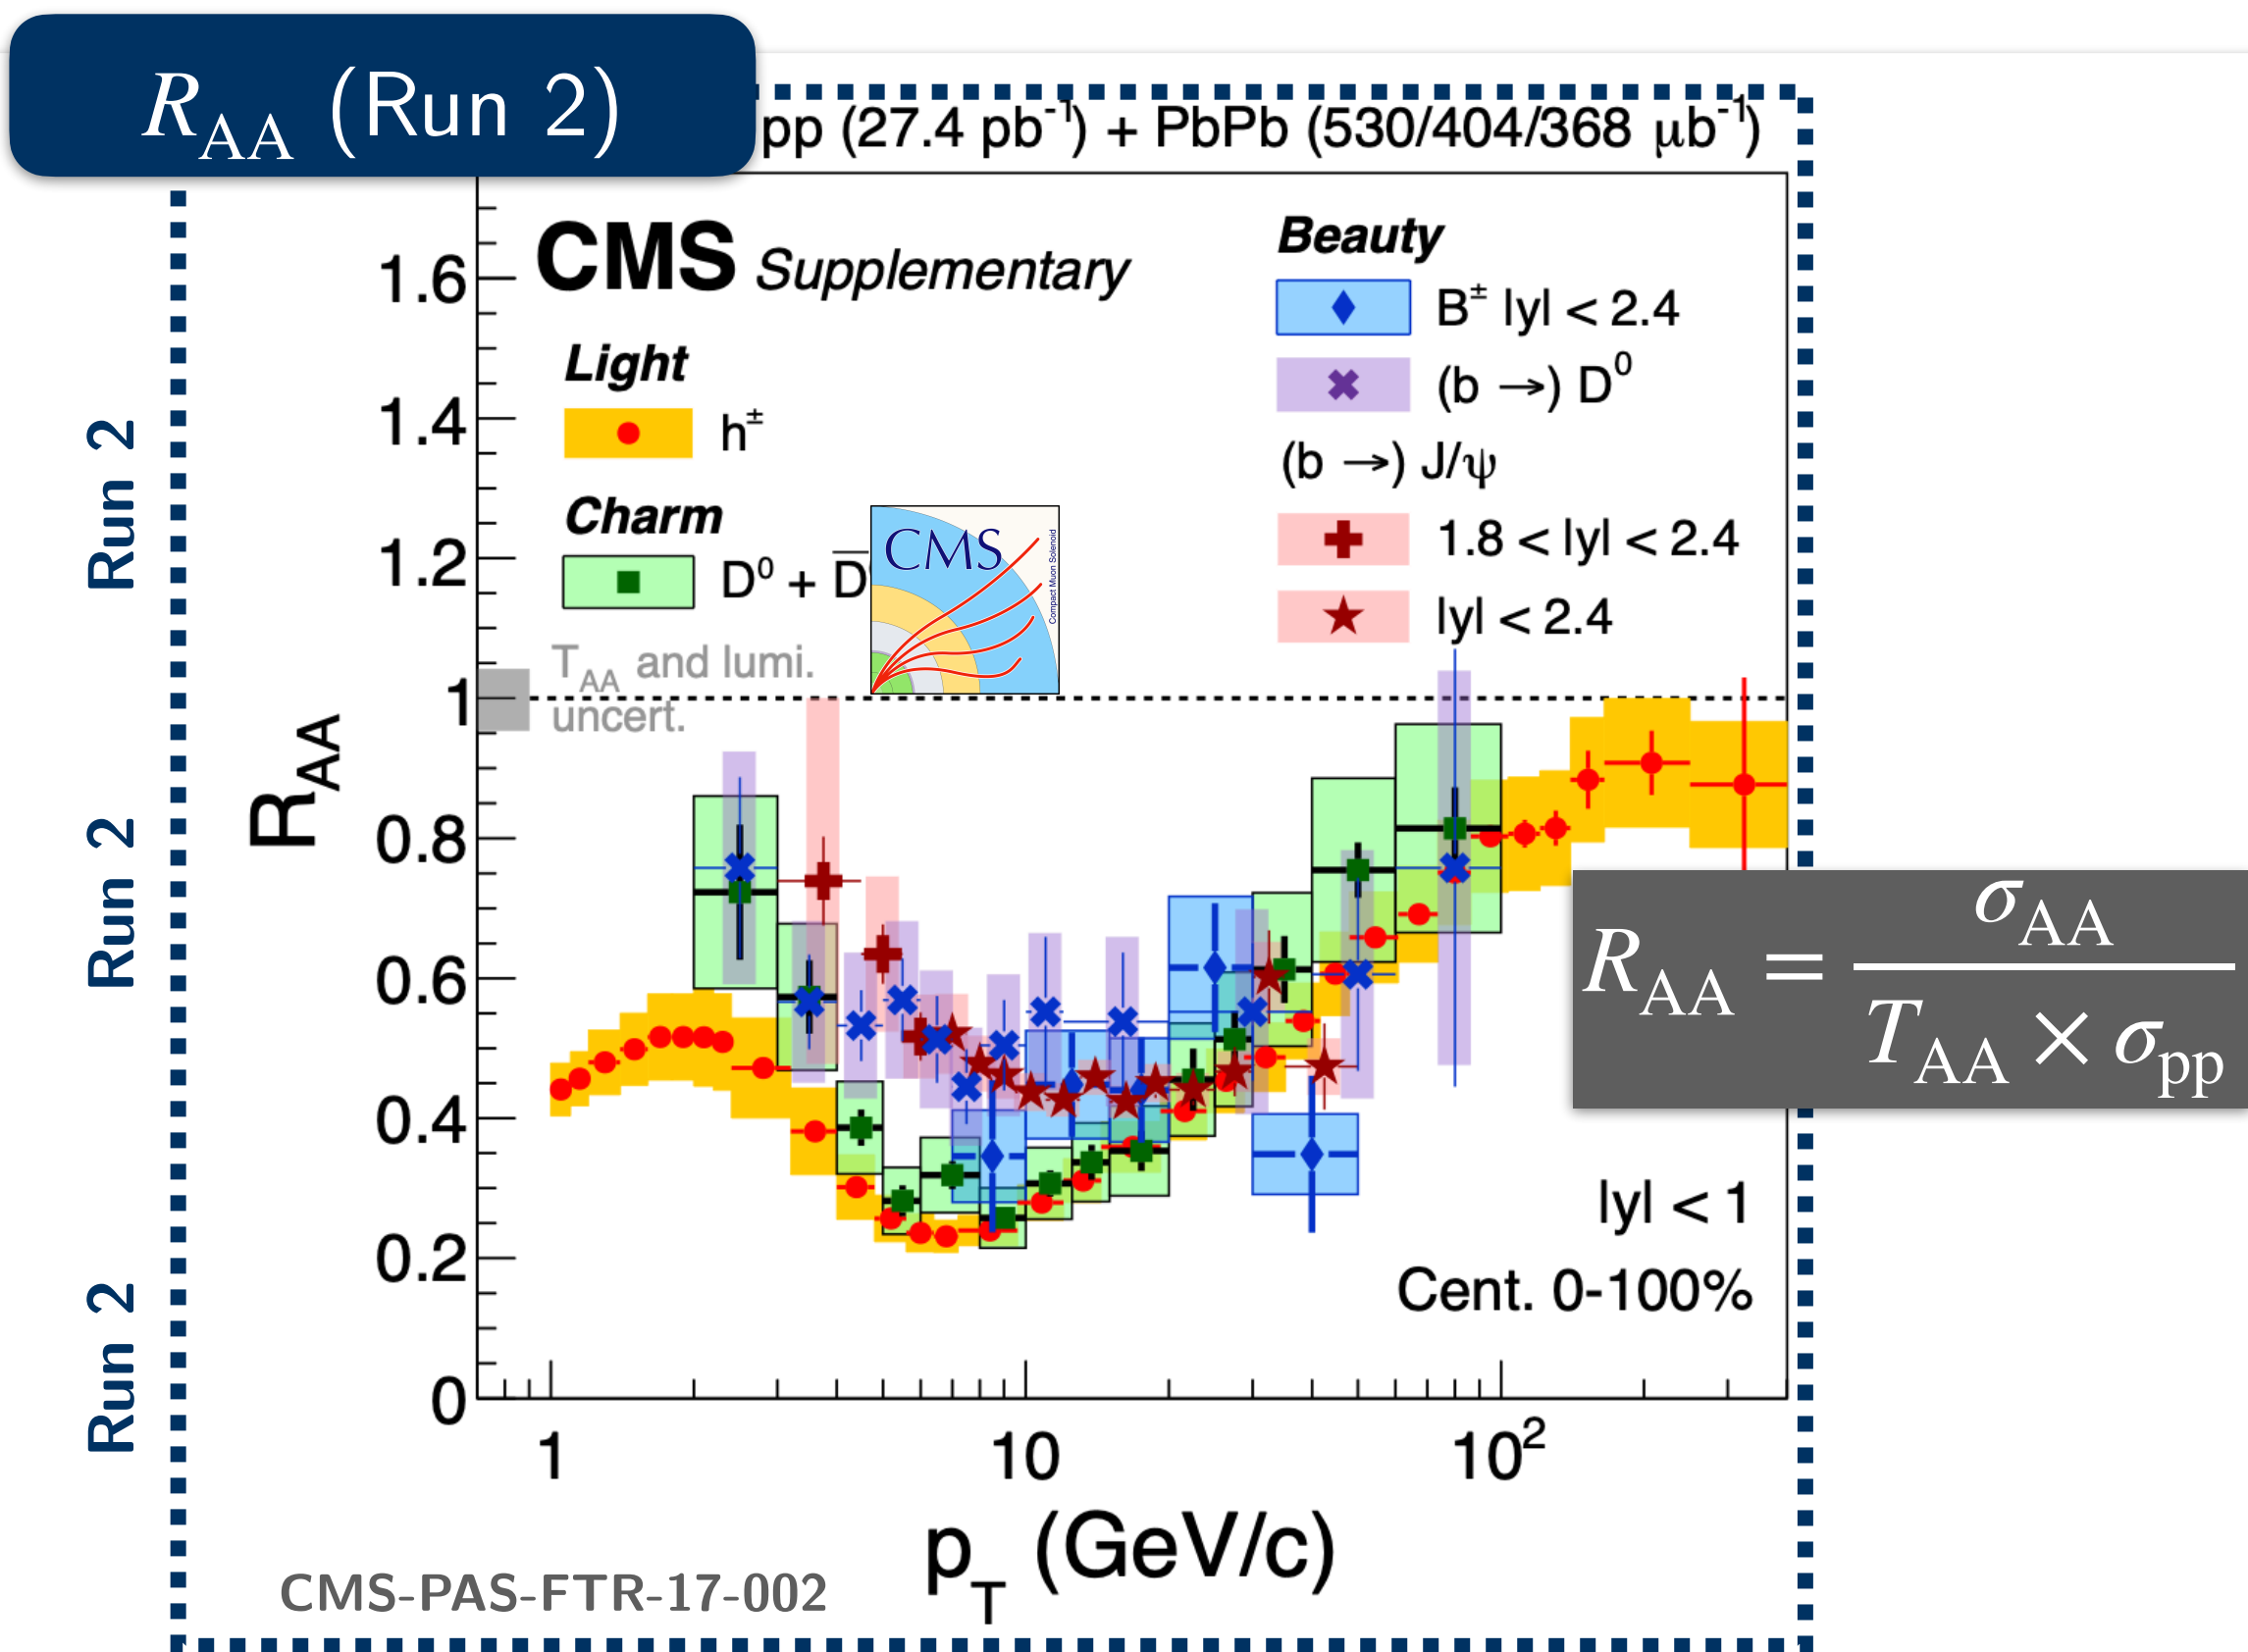 R_AA (Run 2)
pp (27.4 pb⁻¹) + PbPb (530/404/368 μb⁻¹)
CMS Supplementary
Light
h±
Charm
D⁰ + D̅
T_AA and lumi.
uncert.
CMS
Compact Muon Solenoid
Beauty
B± |y| < 2.4
(b →) D⁰
(b →) J/ψ
1.8 < |y| < 2.4
|y| < 2.4
Run 2
Run 2
Run 2
R_AA
1.6
1.4
1.2
1
0.8
0.6
0.4
0.2
0
R_AA = σ_AA / T_AA × σ_pp
|y| < 1
Cent. 0-100%
1 10 10²
p_T (GeV/c)
CMS-PAS-FTR-17-002